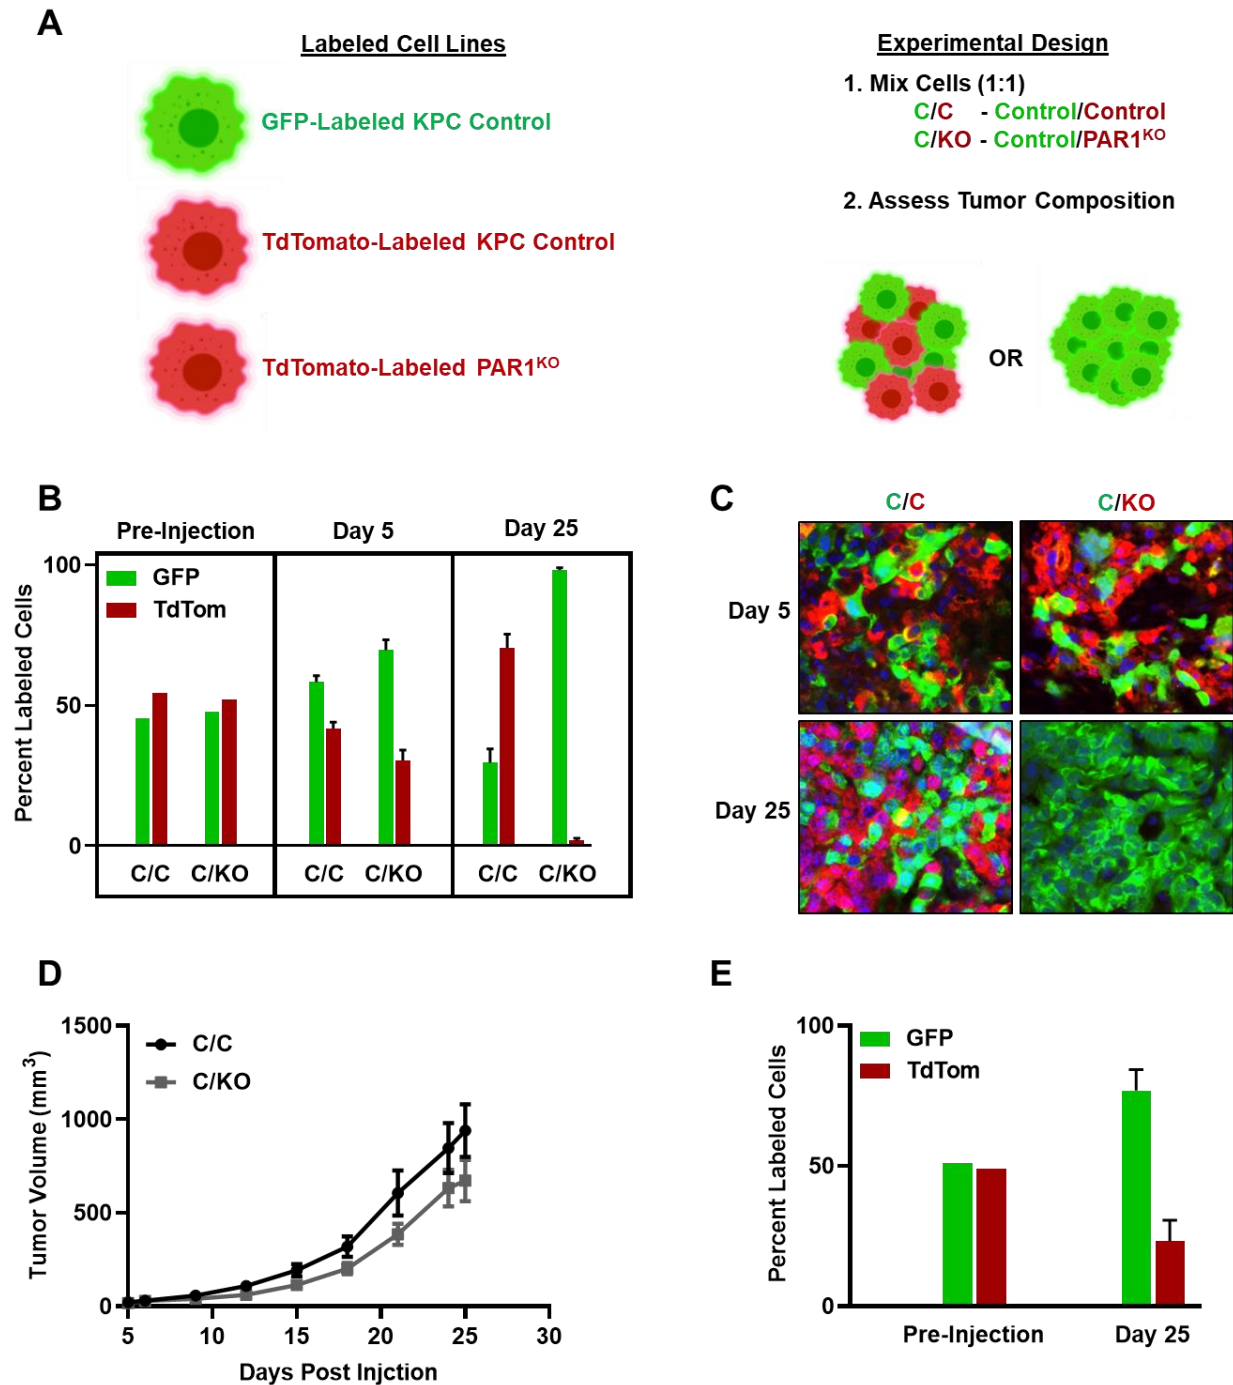 A
Labeled Cell Lines
GFP-Labeled KPC Control
TdTomato-Labeled KPC Control
TdTomato-Labeled PAR1KO
Experimental Design
1. Mix Cells (1:1)
C/C - Control/Control
C/KO - Control/PAR1KO
2. Assess Tumor Composition
OR
B
Pre-Injection Day 5 Day 25
Percent Labeled Cells
100
50
0
GFP
TdTom
C/C C/KO C/C C/KO C/C C/KO
C
C/C C/KO
Day 5
Day 25
D
Tumor Volume (mm3)
1500
1000
500
0
C/C
C/KO
5 10 15 20 25 30
Days Post Injction
E
Percent Labeled Cells
100
50
0
GFP
TdTom
Pre-Injection Day 25